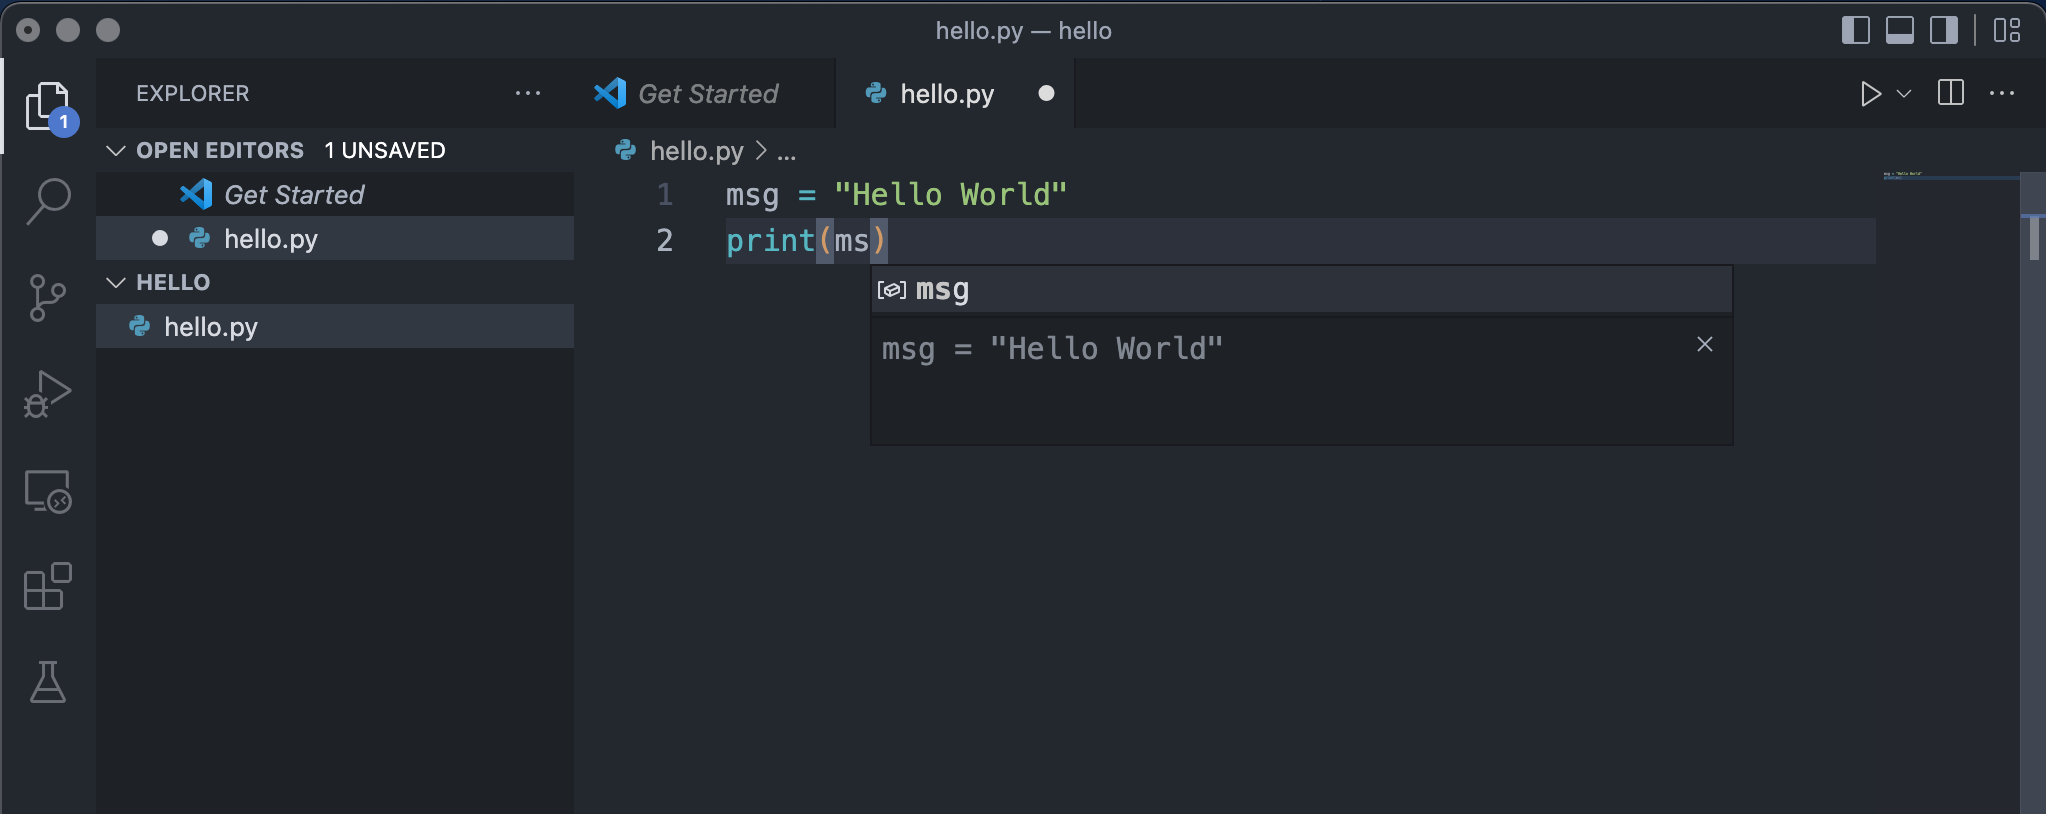 hello.py — hello
EXPLORER
Get Started
hello.py
1
OPEN EDITORS 1 UNSAVED
Get Started
hello.py
HELLO
hello.py
hello.py > ...
1 msg = "Hello World"
2 print(ms)
msg
msg = "Hello World"